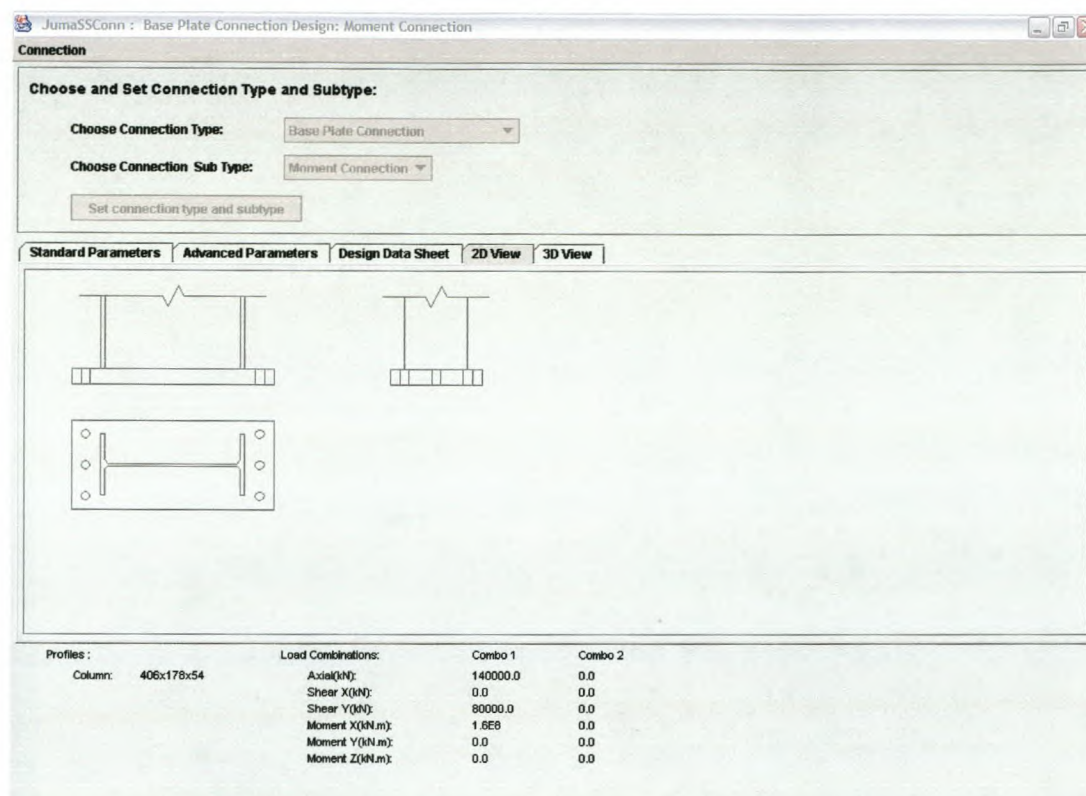 JumaSSConn : Base Plate Connection Design: Moment Connection
Connection
Choose and Set Connection Type and Subtype:
Choose Connection Type: Base Plate Connection
Choose Connection Sub Type: Moment Connection
Set connection type and subtype
Standard Parameters Advanced Parameters Design Data Sheet 2D View 3D View
Profiles : Load Combinations: Combo 1 Combo 2
Column: 406x178x54 Axial(kN): 140000.0 0.0
Shear X(kN): 0.0 0.0
Shear Y(kN): 80000.0 0.0
Moment X(kN.m): 1.6E8 0.0
Moment Y(kN.m): 0.0 0.0
Moment Z(kN.m): 0.0 0.0